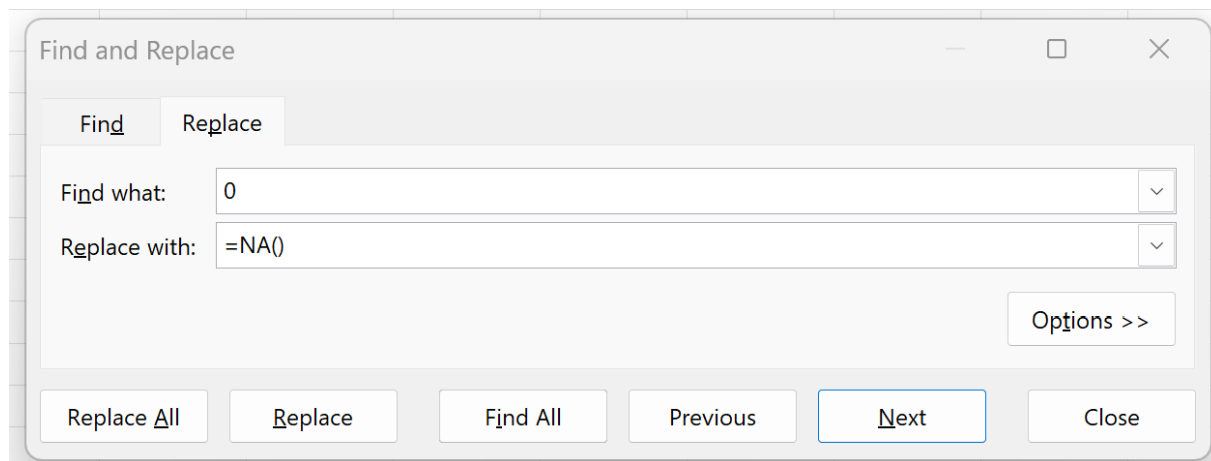 Find and Replace
Find Replace
Find what: 0
Replace with: =NA()
Options >>
Replace All Replace Find All Previous Next Close